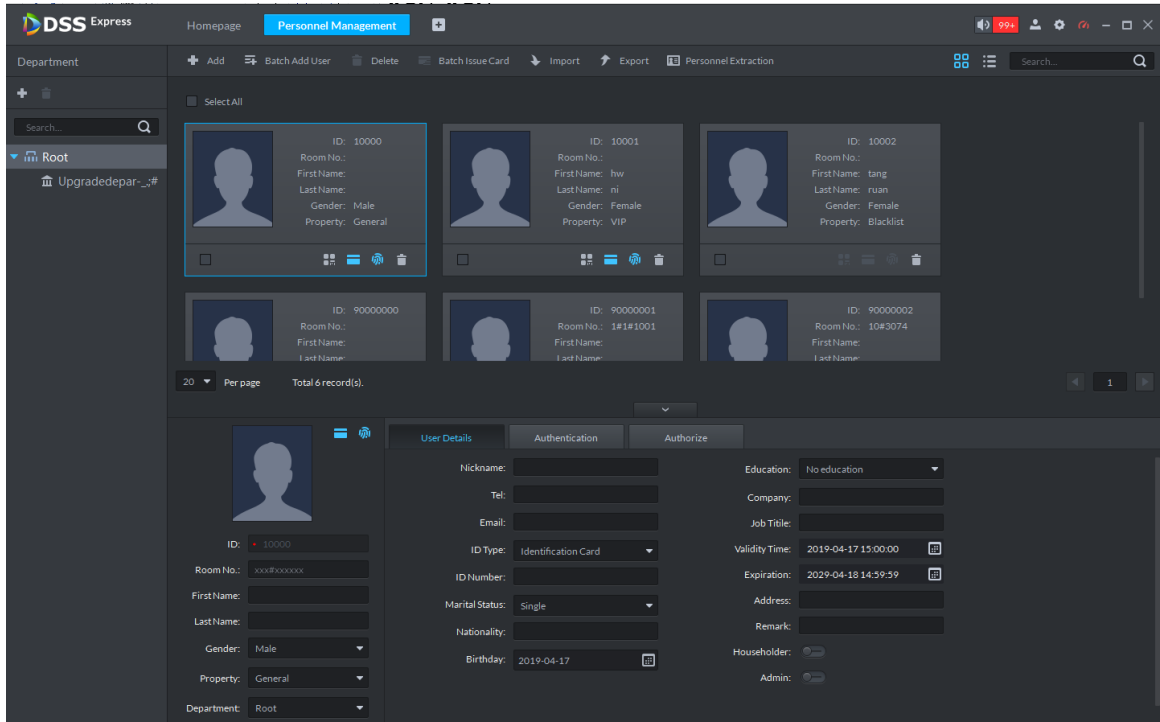 DSS Express
Homepage
Personnel Management
99+
Department
Add
Batch Add User
Delete
Batch Issue Card
Import
Export
Personnel Extraction
Search...
Select All
Search...
Root
Upgradedepar-_.;#
ID: 10000
Room No.:
First Name:
Last Name:
Gender: Male
Property: General
ID: 10001
Room No.:
First Name: hw
Last Name: ni
Gender: Female
Property: VIP
ID: 10002
Room No.:
First Name: tang
Last Name: ruan
Gender: Female
Property: Blacklist
ID: 90000000
Room No.:
First Name:
Last Name:
ID: 90000001
Room No.: 1#1#1001
First Name:
Last Name:
ID: 90000002
Room No.: 10#3074
First Name:
Last Name:
20 Per page Total 6 record(s).
1
ID: * 10000
Room No.: xxx#xxxxxx
First Name:
Last Name:
Gender: Male
Property: General
Department: Root
User Details
Authentication
Authorize
Nickname:
Tel:
Email:
ID Type: Identification Card
ID Number:
Marital Status: Single
Nationality:
Birthday: 2019-04-17
Education: No education
Company:
Job Titile:
Validity Time: 2019-04-17 15:00:00
Expiration: 2029-04-18 14:59:59
Address:
Remark:
Householder:
Admin: